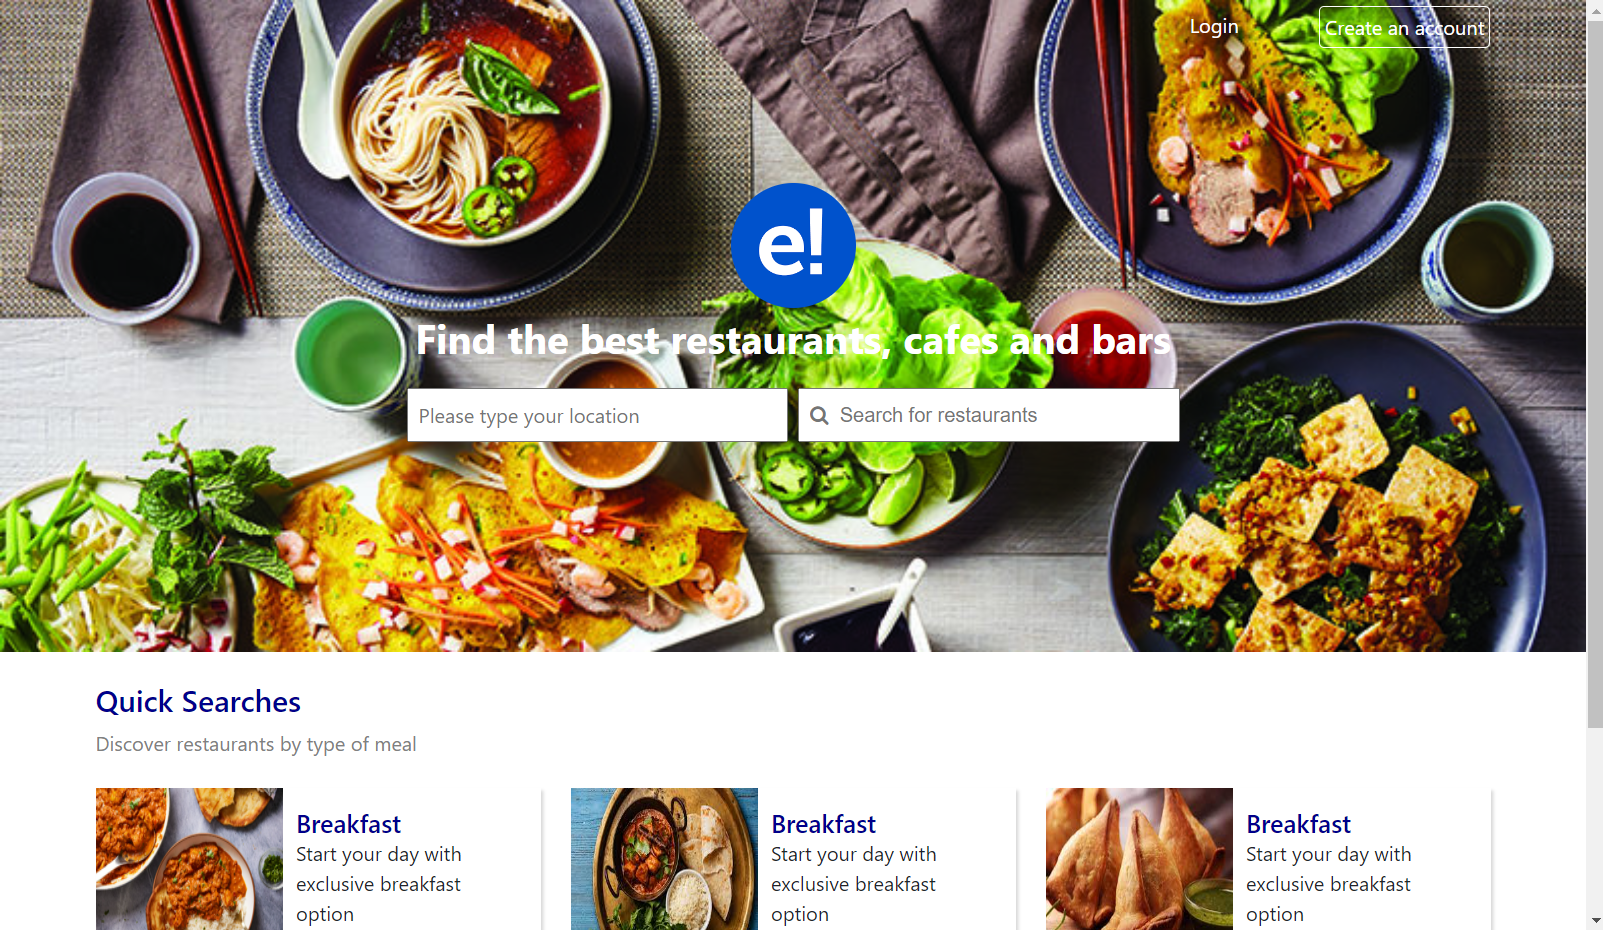 Login
Create an account
e!
Find the best restaurants, cafes and bars
Please type your location
Search for restaurants
Quick Searches
Discover restaurants by type of meal
Breakfast
Start your day with
exclusive breakfast
option
Breakfast
Start your day with
exclusive breakfast
option
Breakfast
Start your day with
exclusive breakfast
option